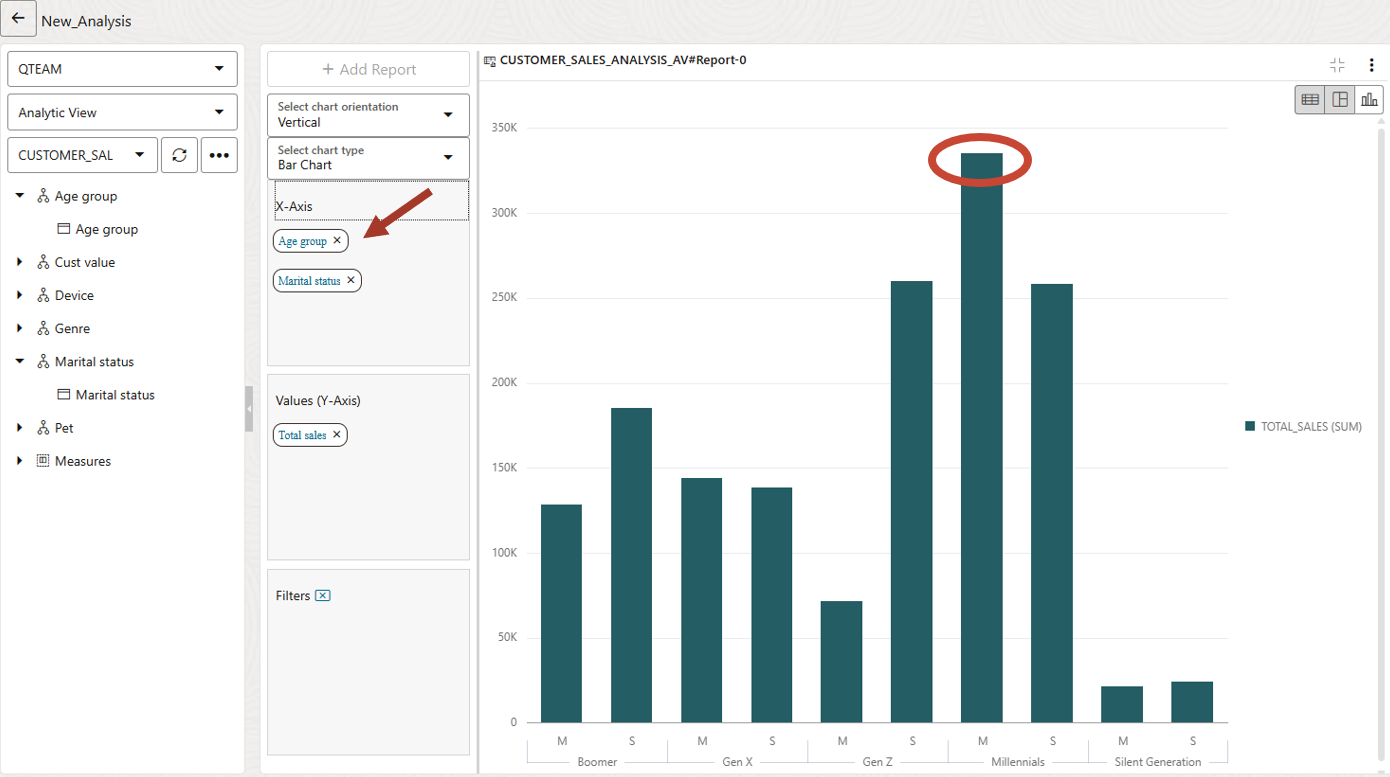 New_Analysis
QTEAM
Analytic View
CUSTOMER_SAL
Age group
Age group
Cust value
Device
Genre
Marital status
Marital status
Pet
Measures
+ Add Report
Select chart orientation
Vertical
Select chart type
Bar Chart
X-Axis
Age group
Marital status
Values (Y-Axis)
Total sales
Filters
CUSTOMER_SALES_ANALYSIS_AV#Report-0
350K
300K
250K
200K
150K
100K
50K
0
M S M S M S M S M S
Boomer Gen X Gen Z Millennials Silent Generation
TOTAL_SALES (SUM)